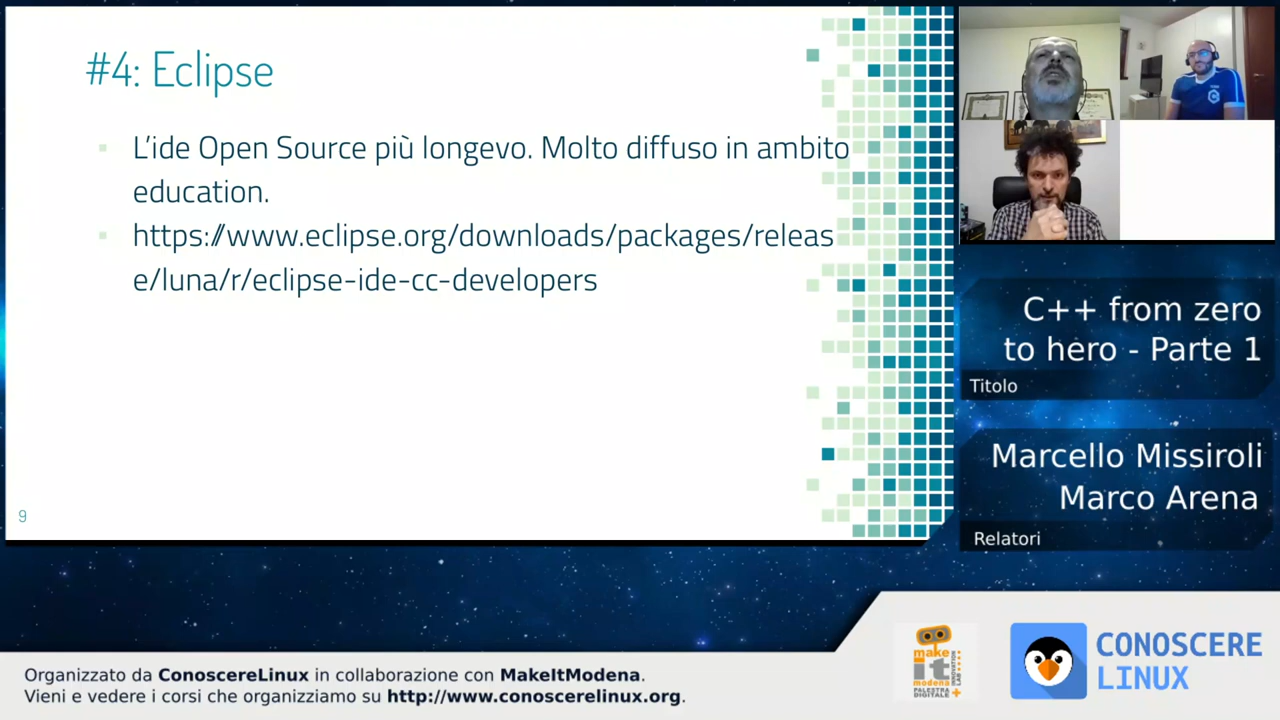 #4: Eclipse
L'ide Open Source più longevo. Molto diffuso in ambito
education.
https://www.eclipse.org/downloads/packages/releas
e/luna/r/eclipse-ide-cc-developers
9
C++ from zero
to hero - Parte 1
Titolo
Marcello Missiroli
Marco Arena
Relatori
Organizzato da ConoscereLinux in collaborazione con MakeItModena.
Vieni e vedere i corsi che organizziamo su http://www.conoscerelinux.org.
make
it
modena
PALESTRA
DIGITALE
INNOVATION
LAB
CONOSCERE
LINUX